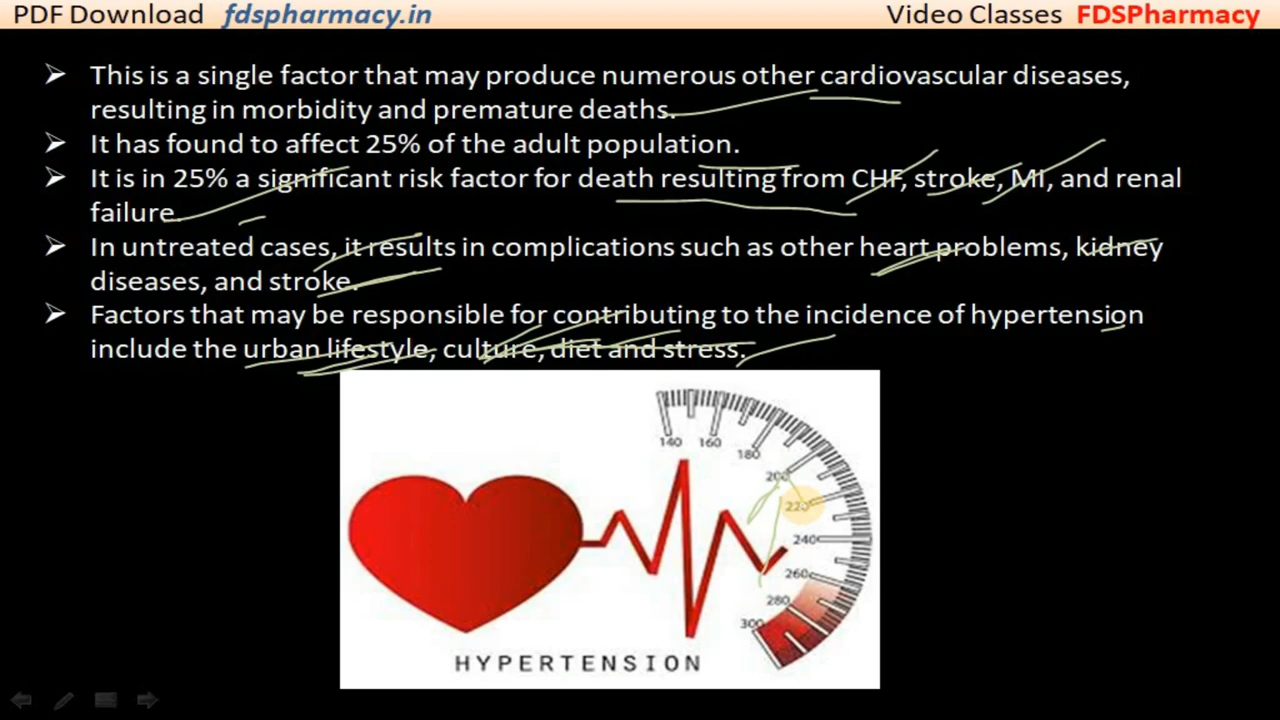 PDF Download fdspharmacy.in Video Classes FDSPharmacy
➢ This is a single factor that may produce numerous other cardiovascular diseases,
resulting in morbidity and premature deaths.
➢ It has found to affect 25% of the adult population.
➢ It is in 25% a significant risk factor for death resulting from CHF, stroke, MI, and renal
failure.
➢ In untreated cases, it results in complications such as other heart problems, kidney
diseases, and stroke.
➢ Factors that may be responsible for contributing to the incidence of hypertension
include the urban lifestyle, culture, diet and stress.
140 160
180
200
220
240
260
280
300
HYPERTENSION